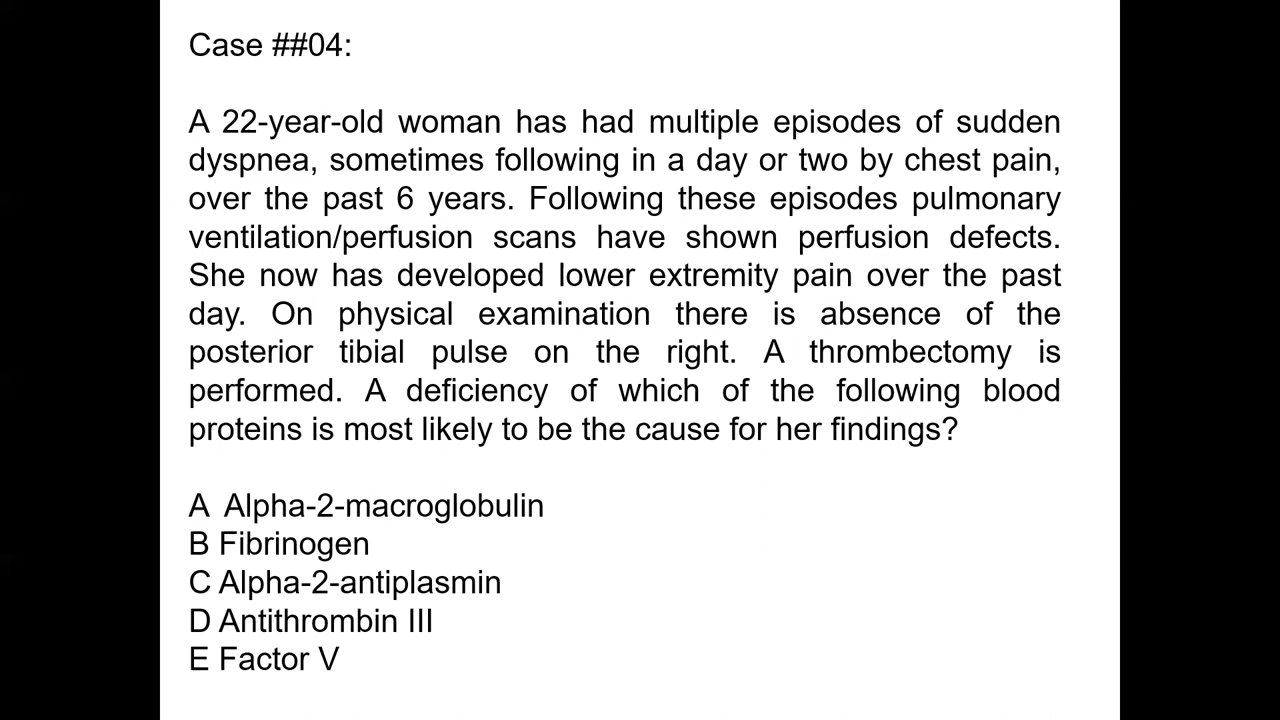 Case ##04:
A 22-year-old woman has had multiple episodes of sudden
dyspnea, sometimes following in a day or two by chest pain,
over the past 6 years. Following these episodes pulmonary
ventilation/perfusion scans have shown perfusion defects.
She now has developed lower extremity pain over the past
day. On physical examination there is absence of the
posterior tibial pulse on the right. A thrombectomy is
performed. A deficiency of which of the following blood
proteins is most likely to be the cause for her findings?
A  Alpha-2-macroglobulin
B Fibrinogen
C Alpha-2-antiplasmin
D Antithrombin III
E Factor V